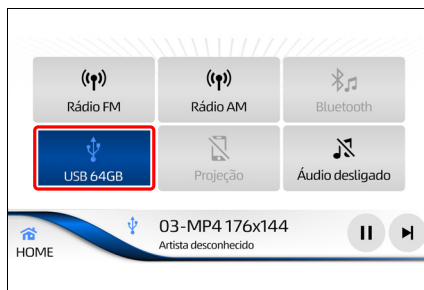 Rádio FM
Rádio AM
Bluetooth
USB 64GB
Projeção
Áudio desligado
03-MP4 176x144
Artista desconhecido
HOME